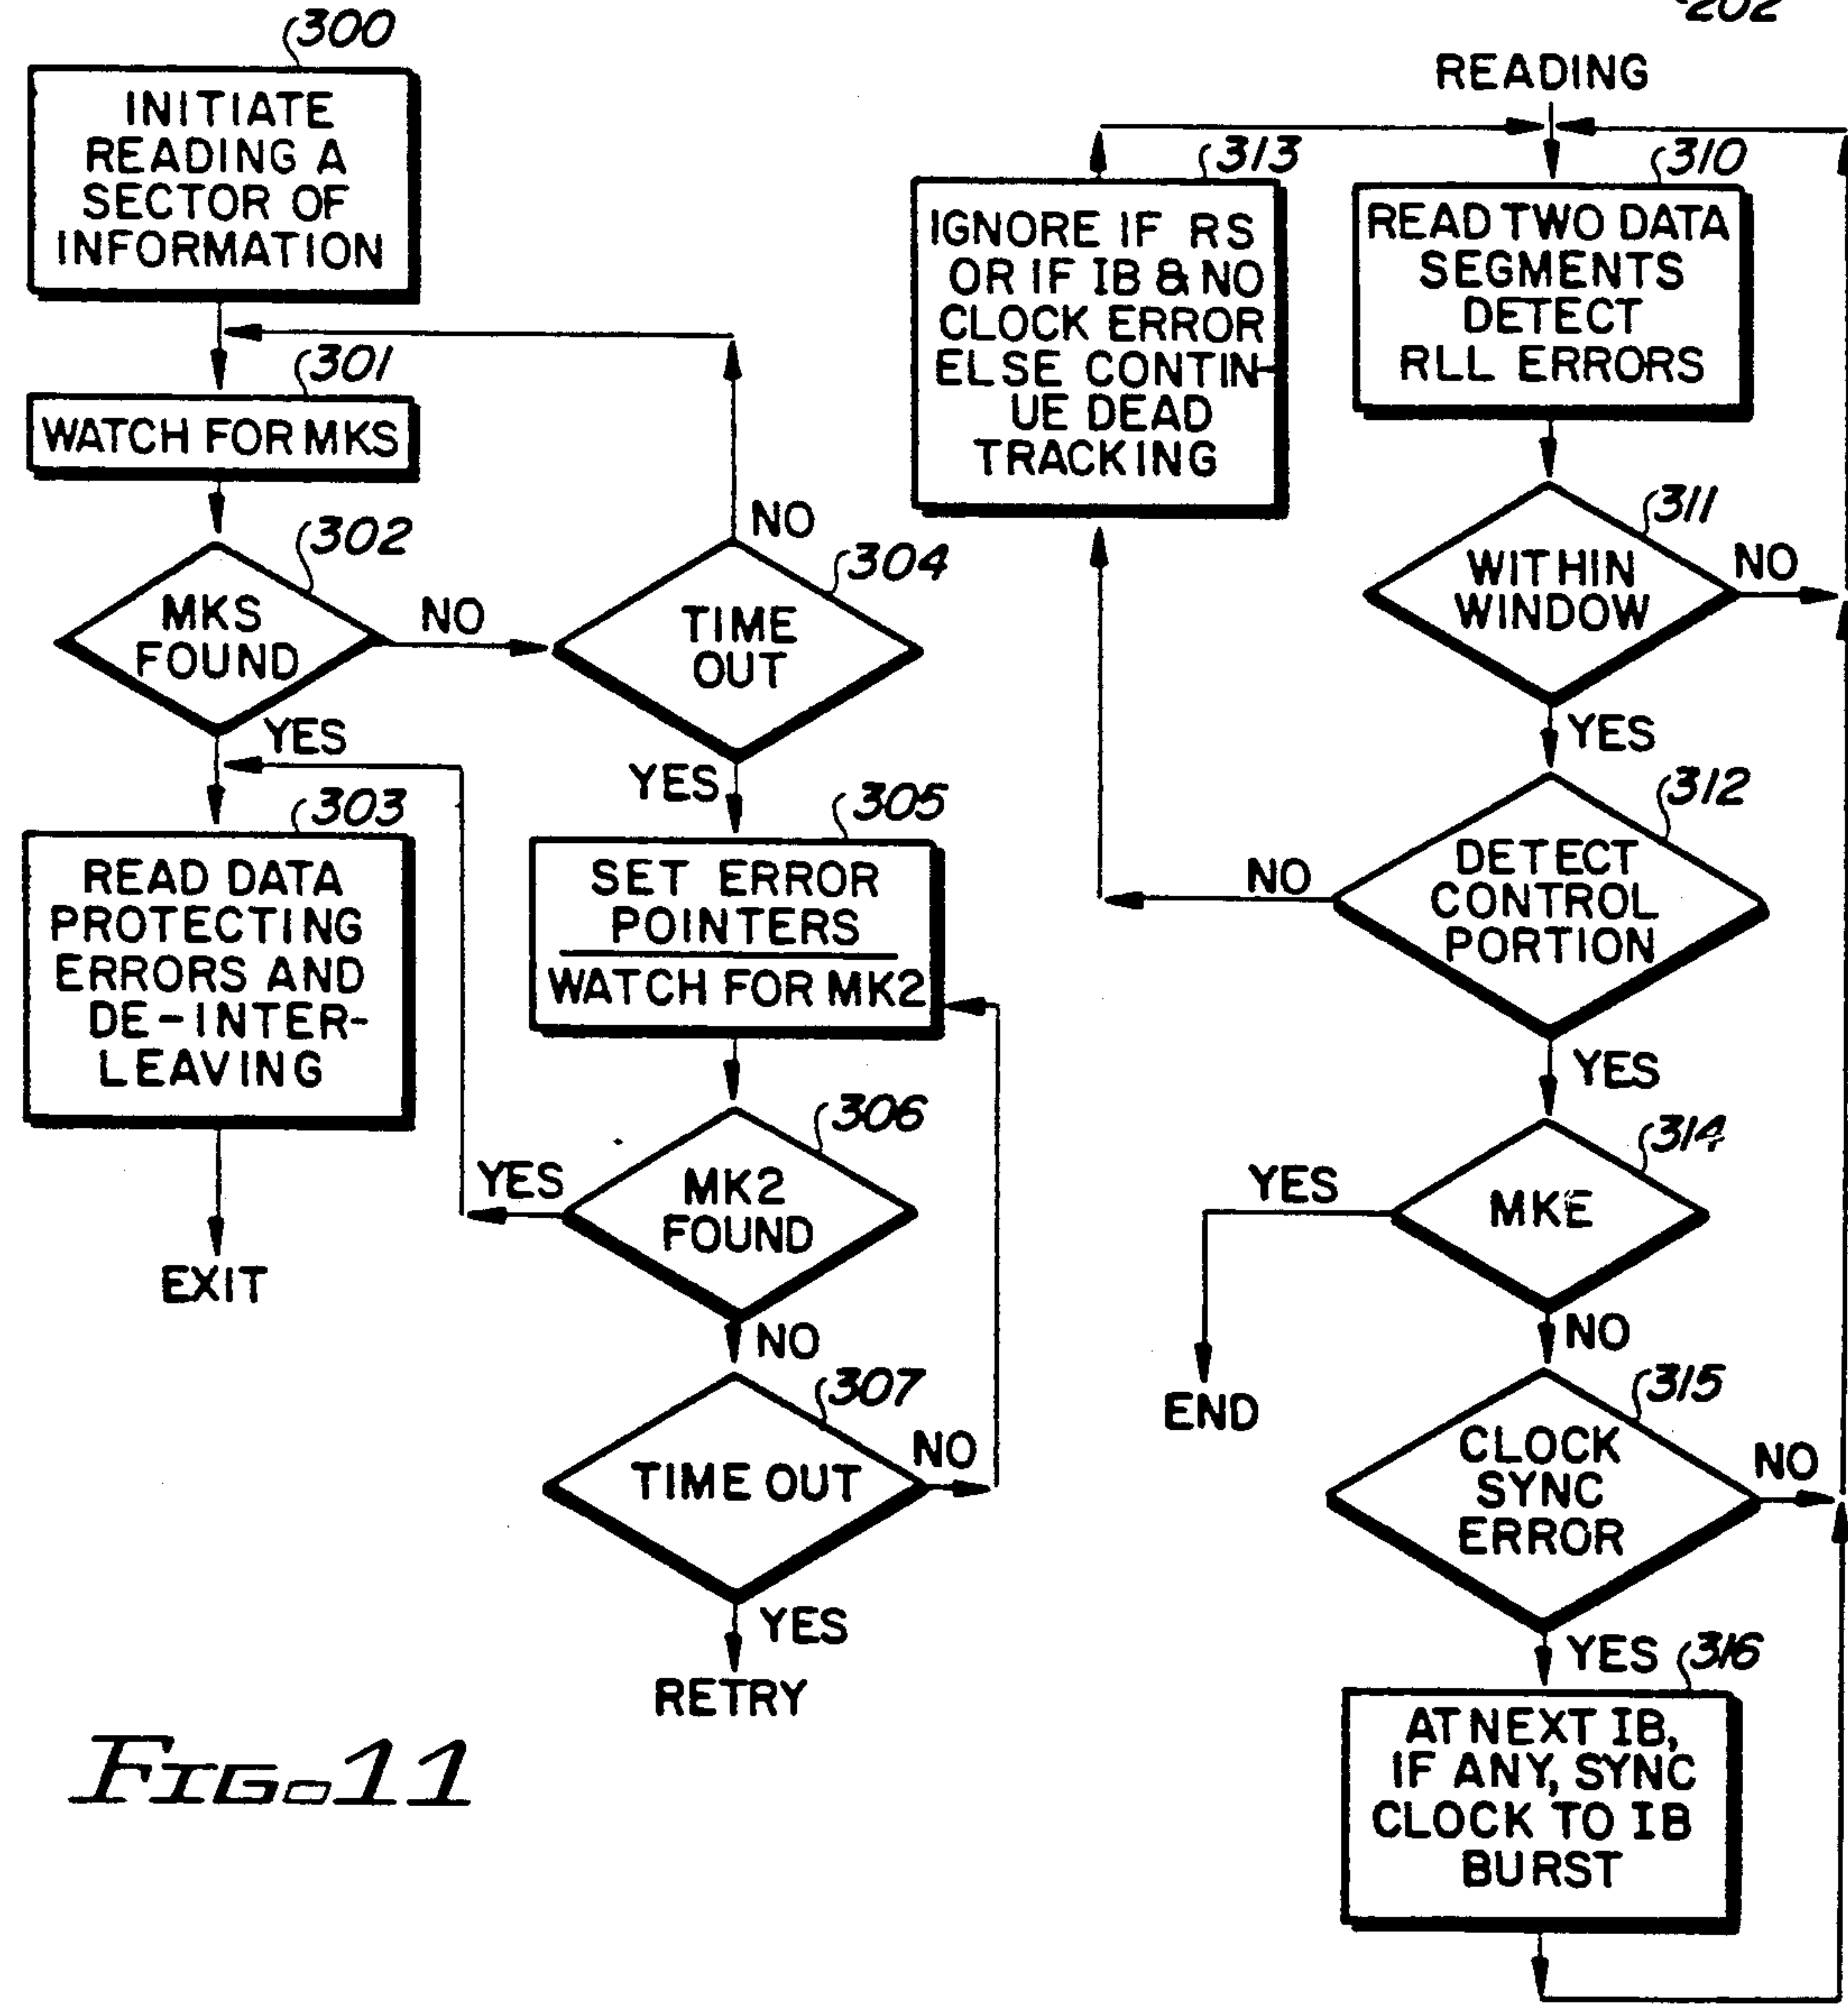 202
300
INITIATE
READING A
SECTOR OF
INFORMATION
301
WATCH FOR MKS
302
MKS
FOUND
NO
YES
304
TIME
OUT
NO
YES
303
READ DATA
PROTECTING
ERRORS AND
DE-INTER-
LEAVING
EXIT
305
SET ERROR
POINTERS
WATCH FOR MK2
306
MK2
FOUND
YES
NO
307
TIME OUT
NO
YES
RETRY
READING
313
IGNORE IF RS
OR IF IB & NO
CLOCK ERROR
ELSE CONTIN-
UE DEAD
TRACKING
310
READ TWO DATA
SEGMENTS
DETECT
RLL ERRORS
311
WITHIN
WINDOW
NO
YES
312
DETECT
CONTROL
PORTION
NO
YES
314
MKE
YES
END
NO
315
CLOCK
SYNC
ERROR
NO
YES
316
AT NEXT IB,
IF ANY, SYNC
CLOCK TO IB
BURST
FIG. 11